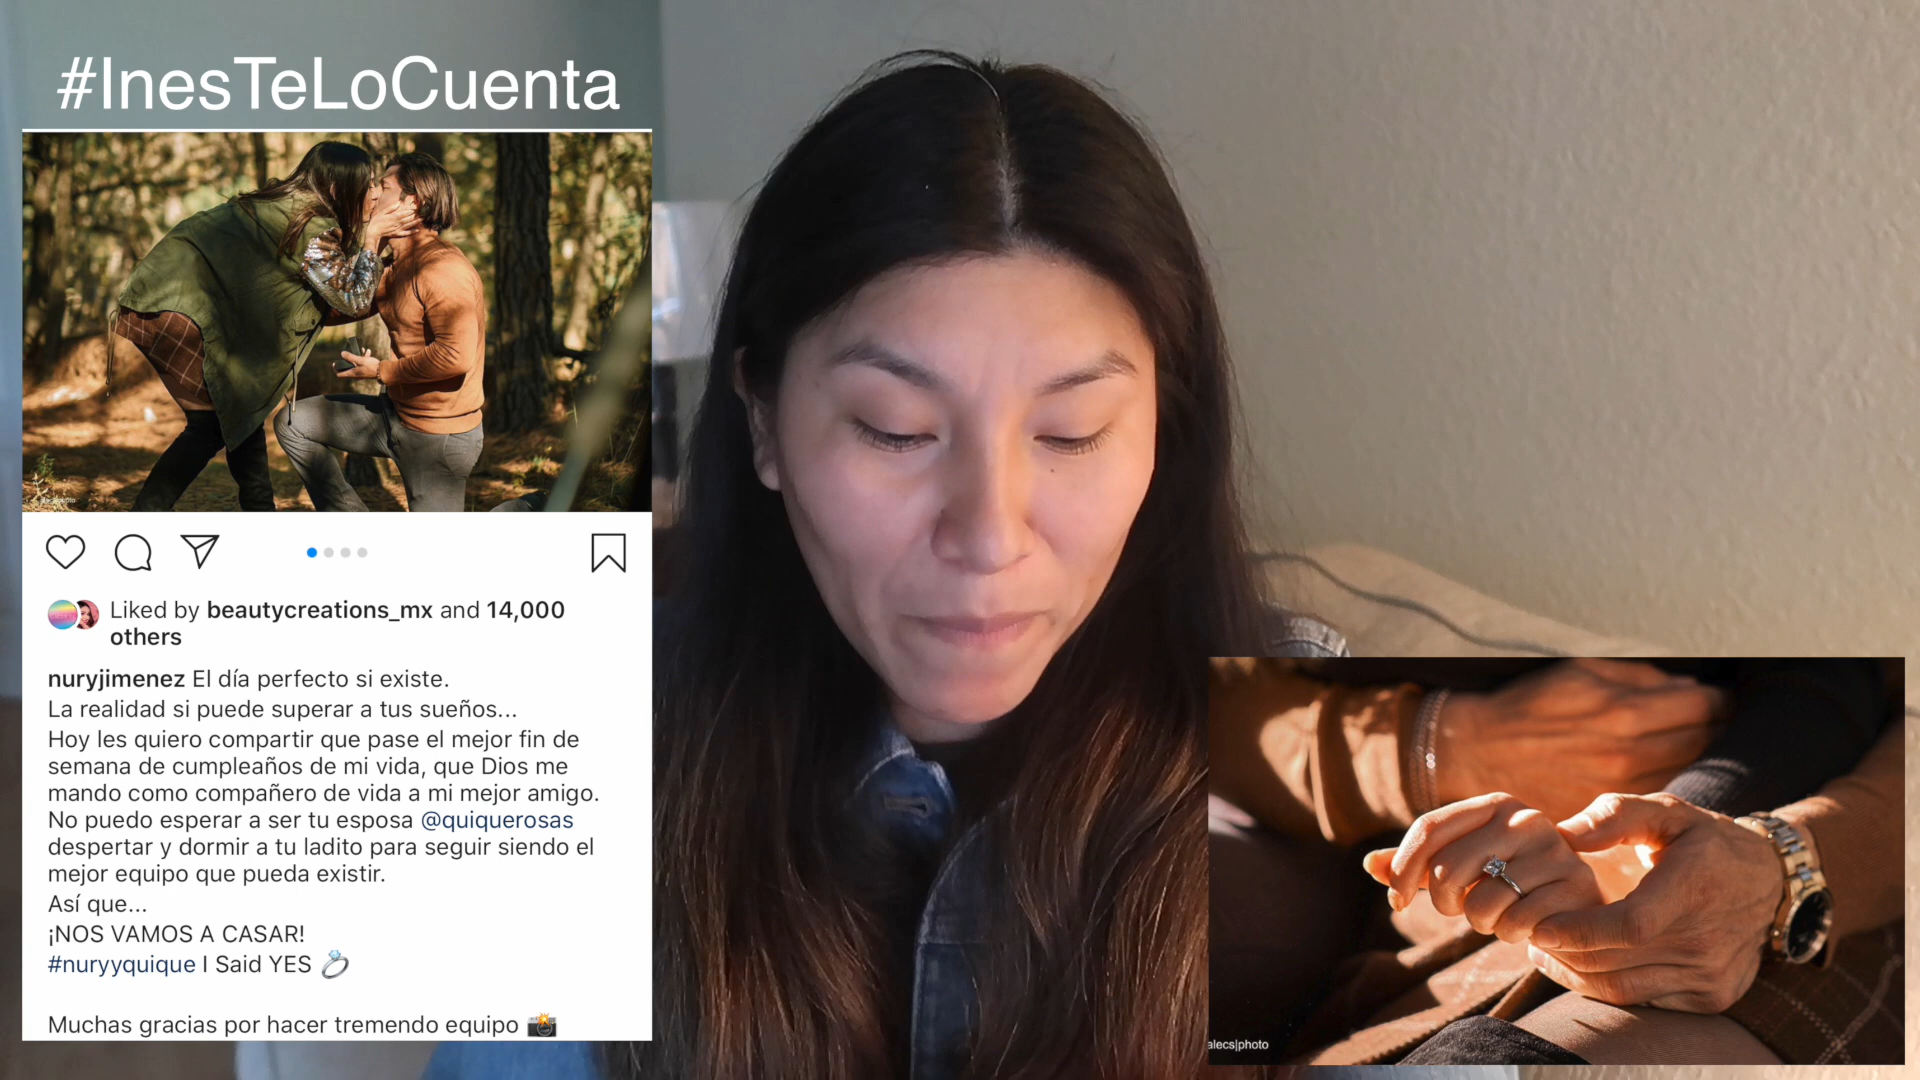 #InesTeLoCuenta
Liked by beautycreations_mx and 14,000
others
nuryjimenez El día perfecto si existe.
La realidad si puede superar a tus sueños...
Hoy les quiero compartir que pase el mejor fin de
semana de cumpleaños de mi vida, que Dios me
mando como compañero de vida a mi mejor amigo.
No puedo esperar a ser tu esposa @quiquerosas
despertar y dormir a tu ladito para seguir siendo el
mejor equipo que pueda existir.
Así que...
¡NOS VAMOS A CASAR!
#nuryyquique I Said YES 💍
Muchas gracias por hacer tremendo equipo 📸
alecs|photo